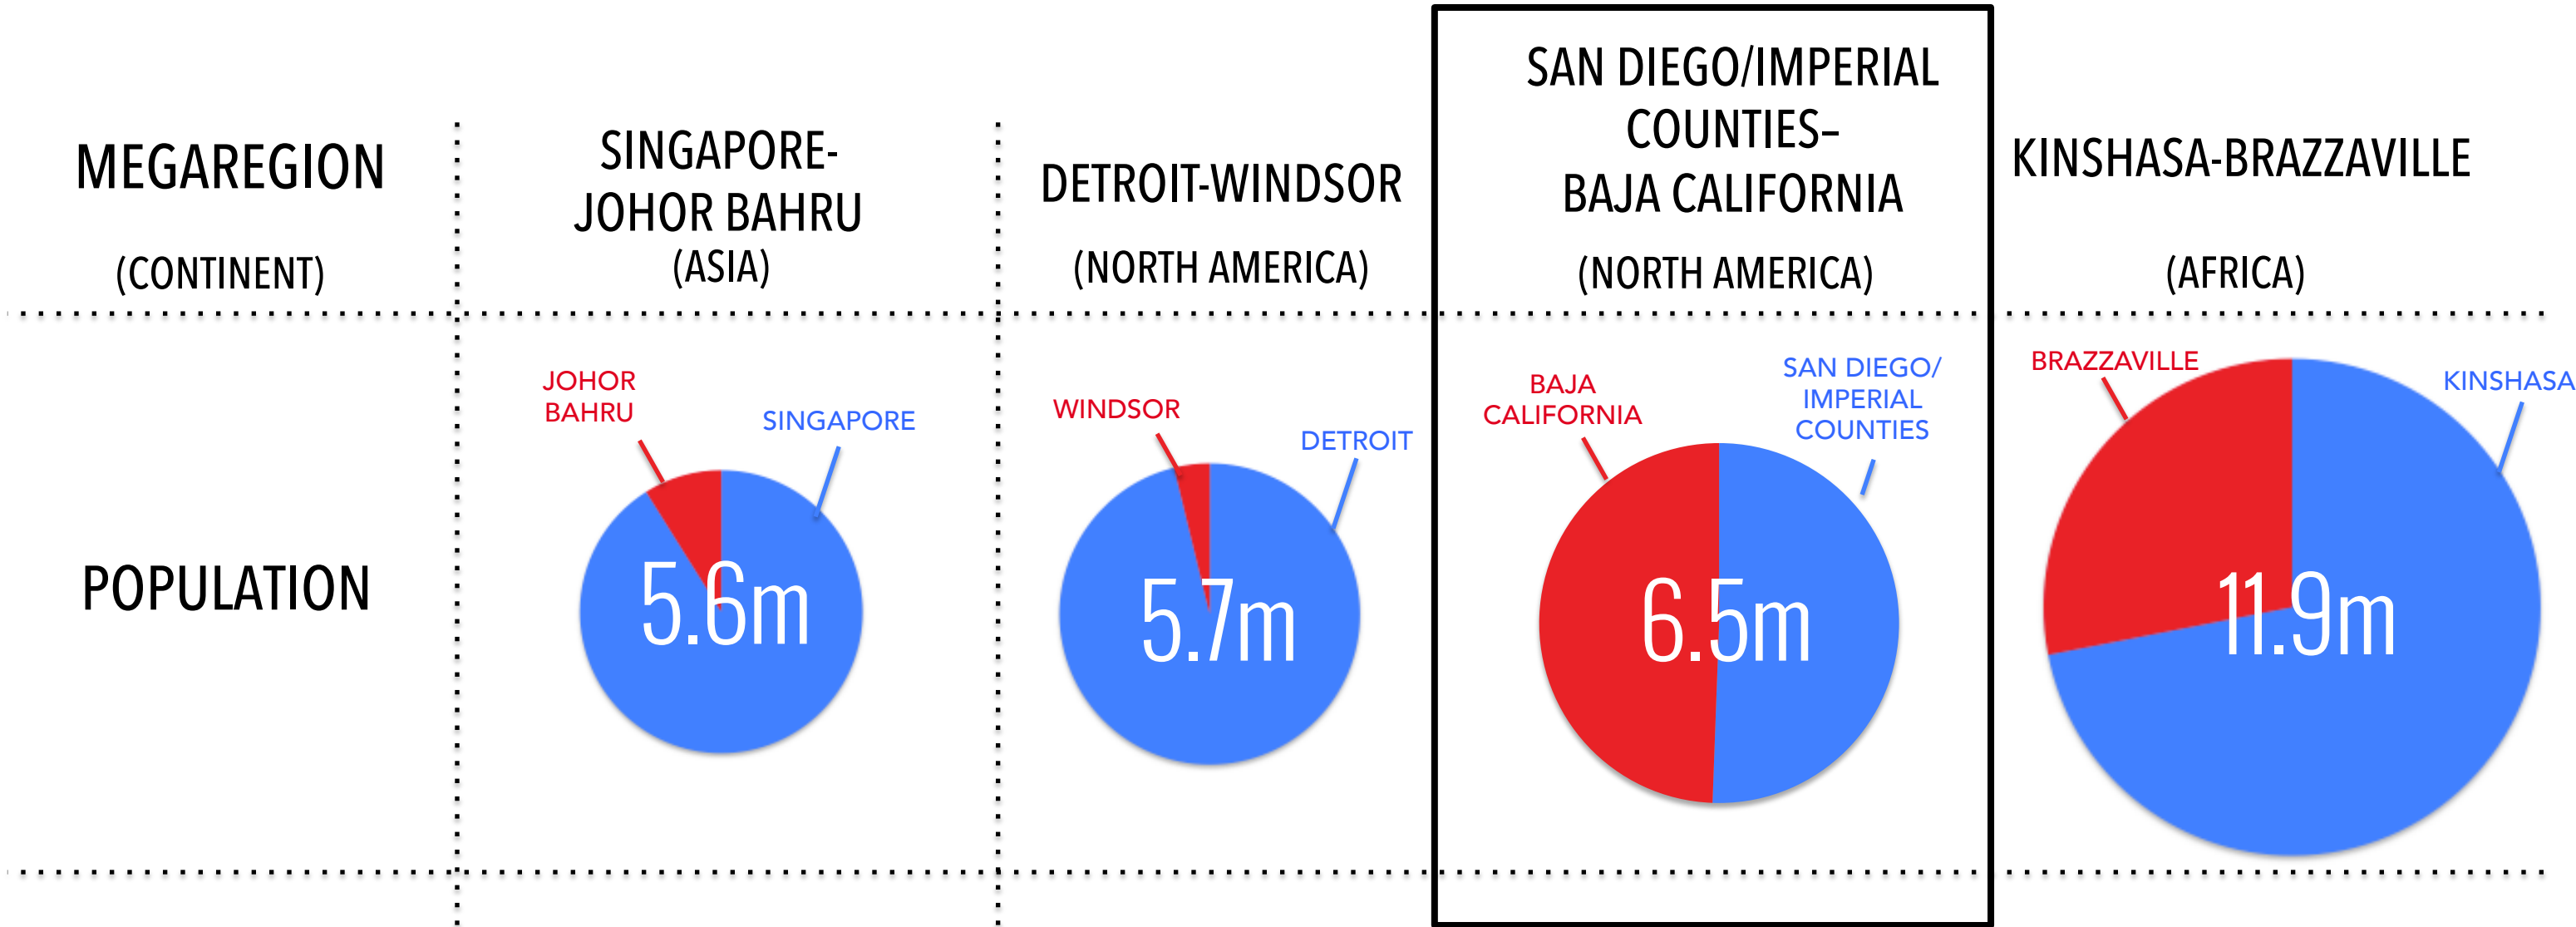 MEGAREGION
(CONTINENT)
SINGAPORE-
JOHOR BAHRU
(ASIA)
DETROIT-WINDSOR
(NORTH AMERICA)
SAN DIEGO/IMPERIAL
COUNTIES–
BAJA CALIFORNIA
(NORTH AMERICA)
KINSHASA-BRAZZAVILLE
(AFRICA)
POPULATION
JOHOR
BAHRU
SINGAPORE
5.6m
WINDSOR
DETROIT
5.7m
BAJA
CALIFORNIA
SAN DIEGO/
IMPERIAL
COUNTIES
6.5m
BRAZZAVILLE
KINSHASA
11.9m